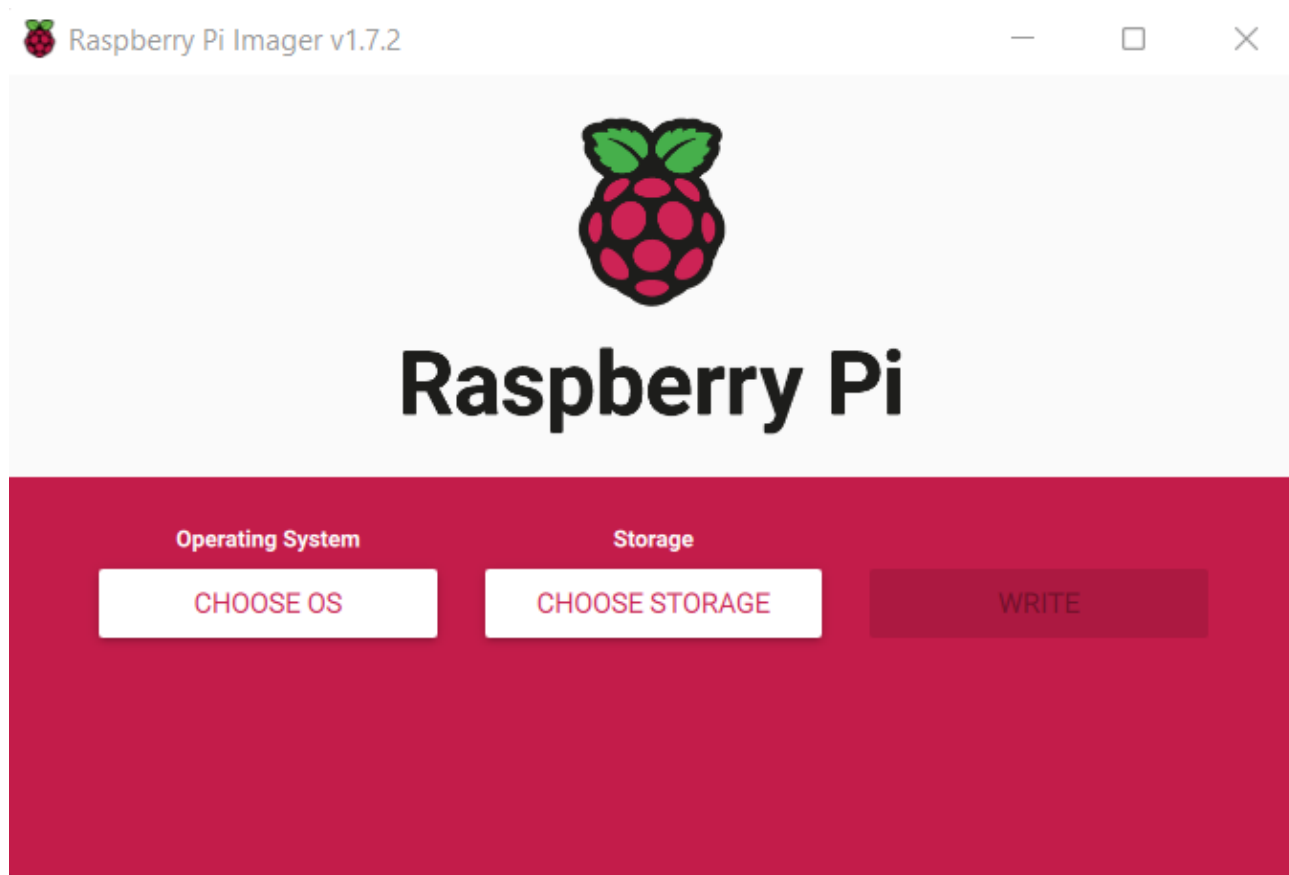 Raspberry Pi Imager v1.7.2
Raspberry Pi
Operating System
Storage
CHOOSE OS
CHOOSE STORAGE
WRITE